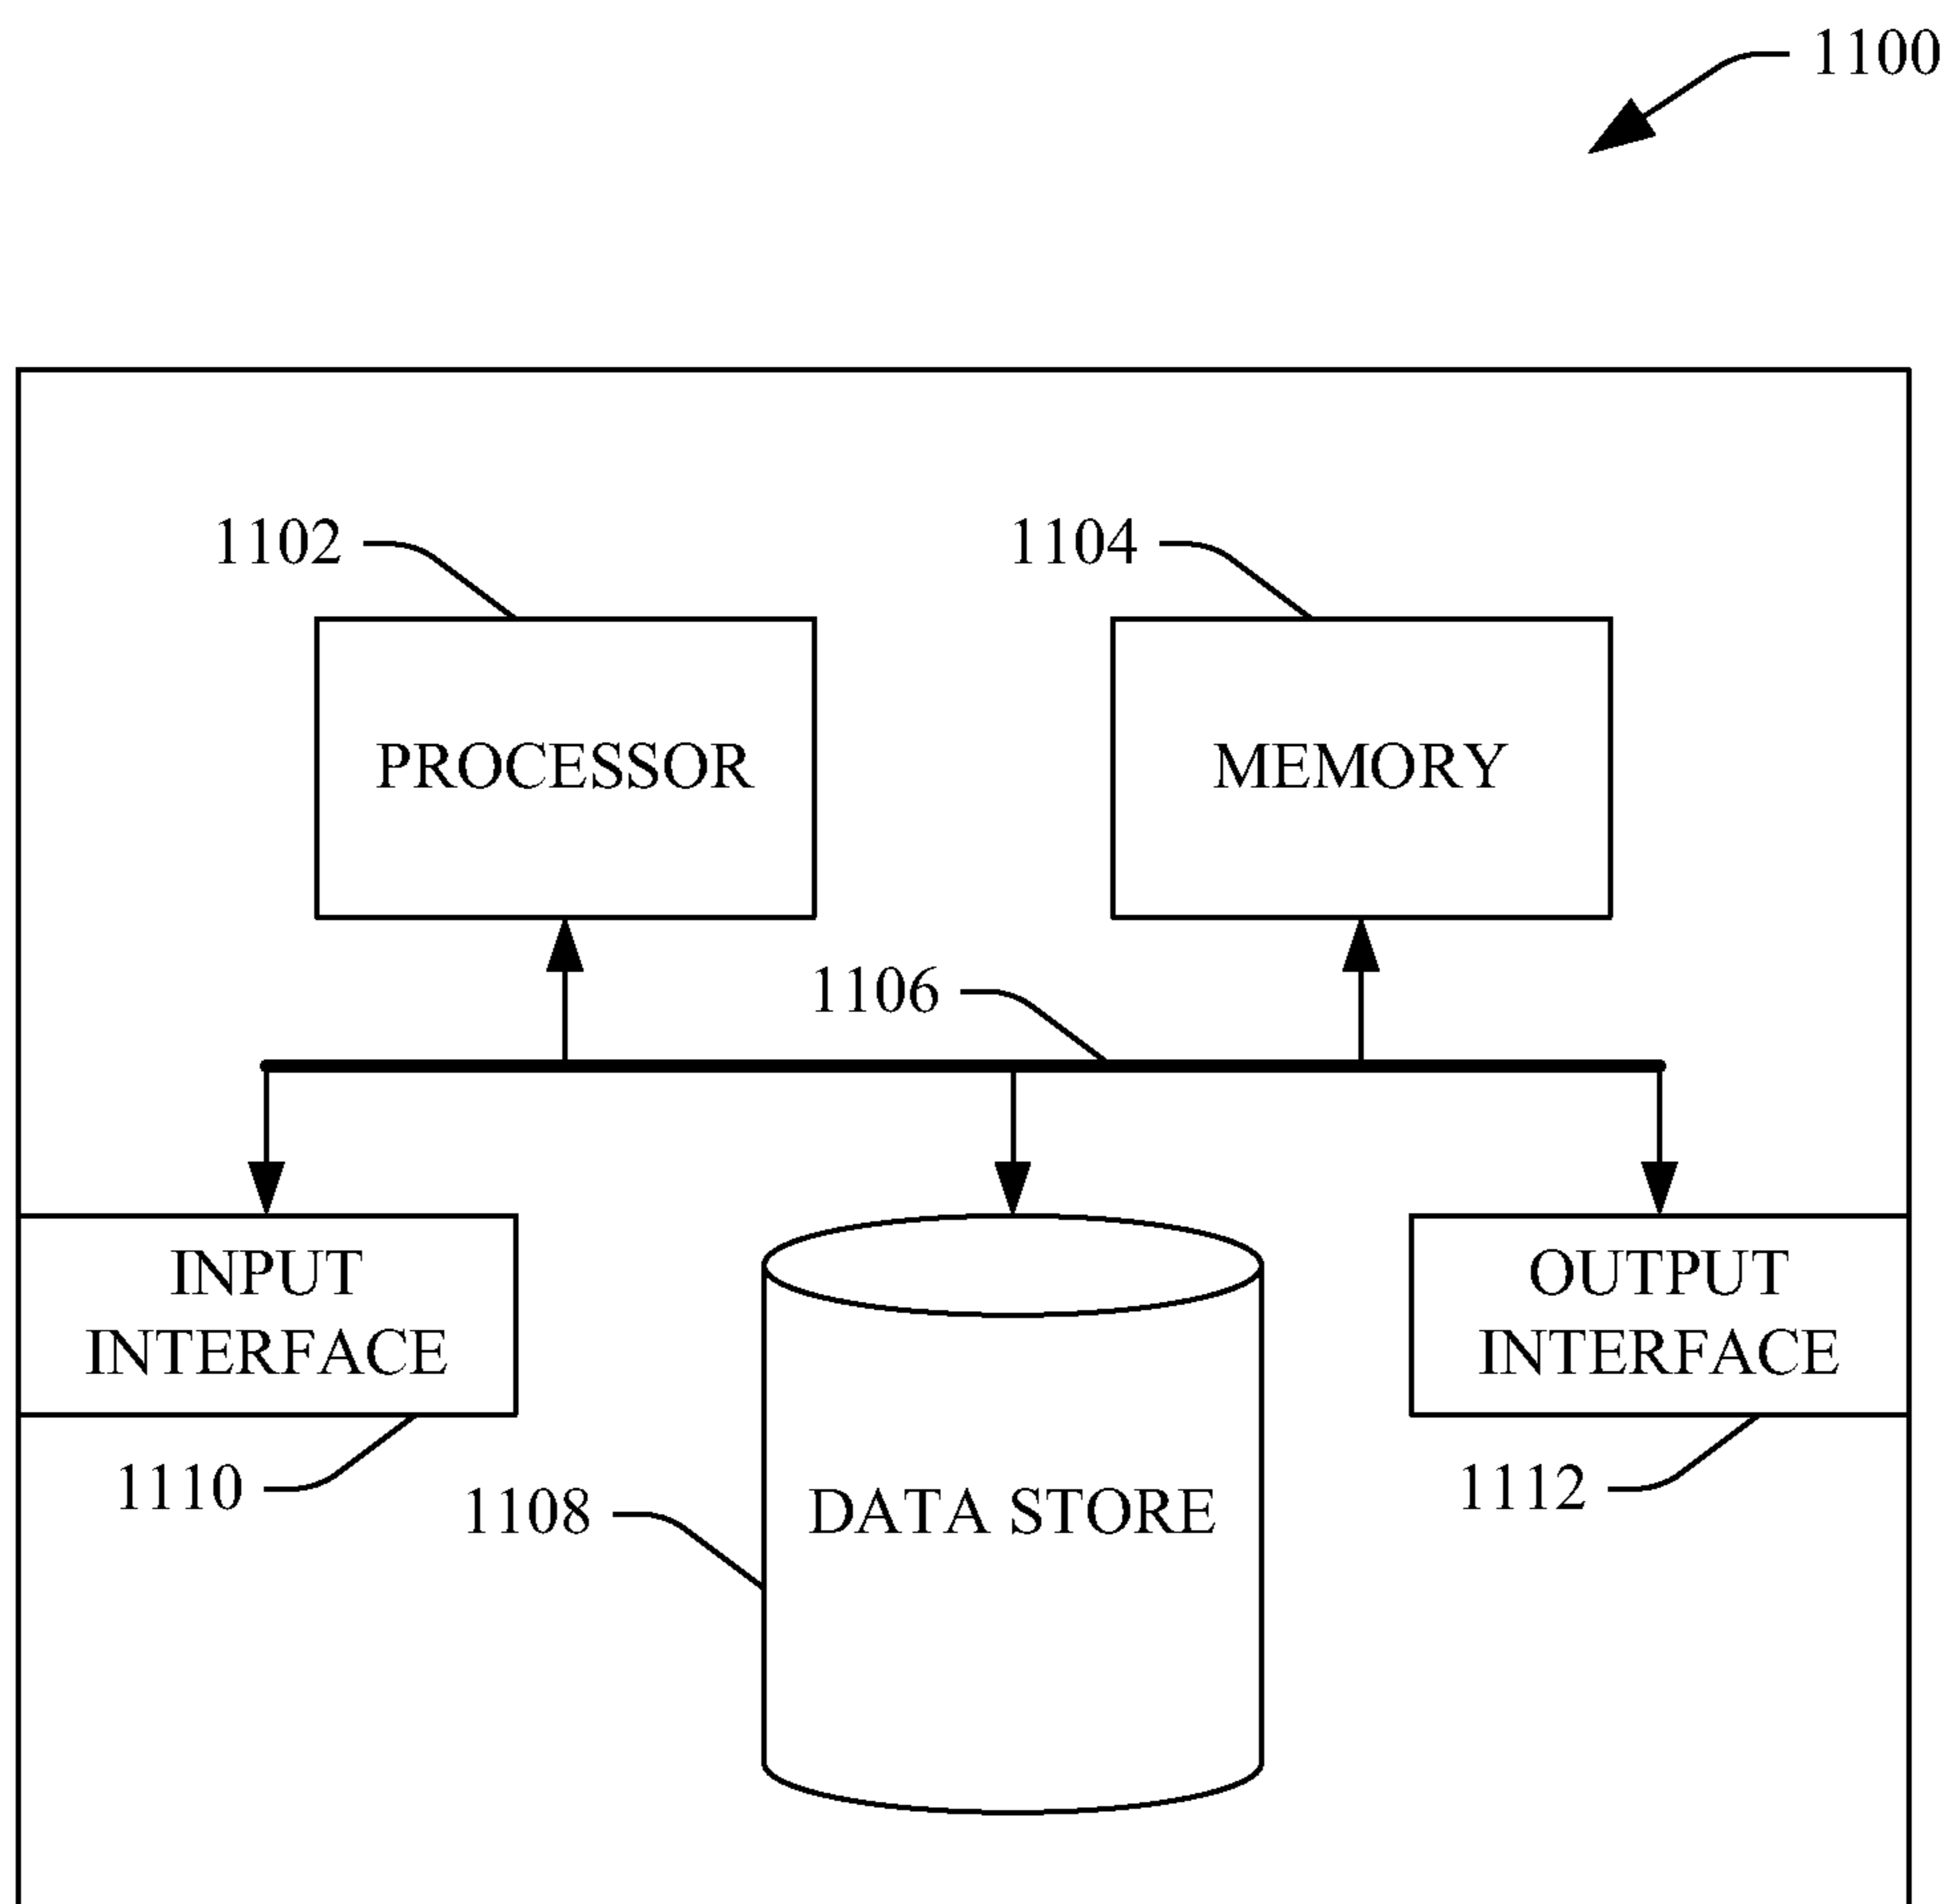 1100
1102
1104
PROCESSOR
MEMORY
1106
INPUT
INTERFACE
OUTPUT
INTERFACE
1110
1108
DATA STORE
1112